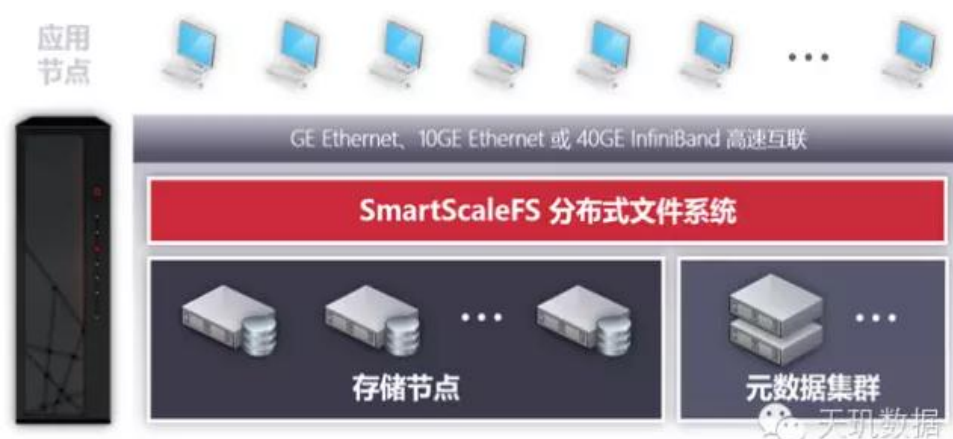 应用
节点
GE Ethernet、10GE Ethernet 或 40GE InfiniBand 高速互联
SmartScaleFS 分布式文件系统
存储节点
元数据集群
天玑数据